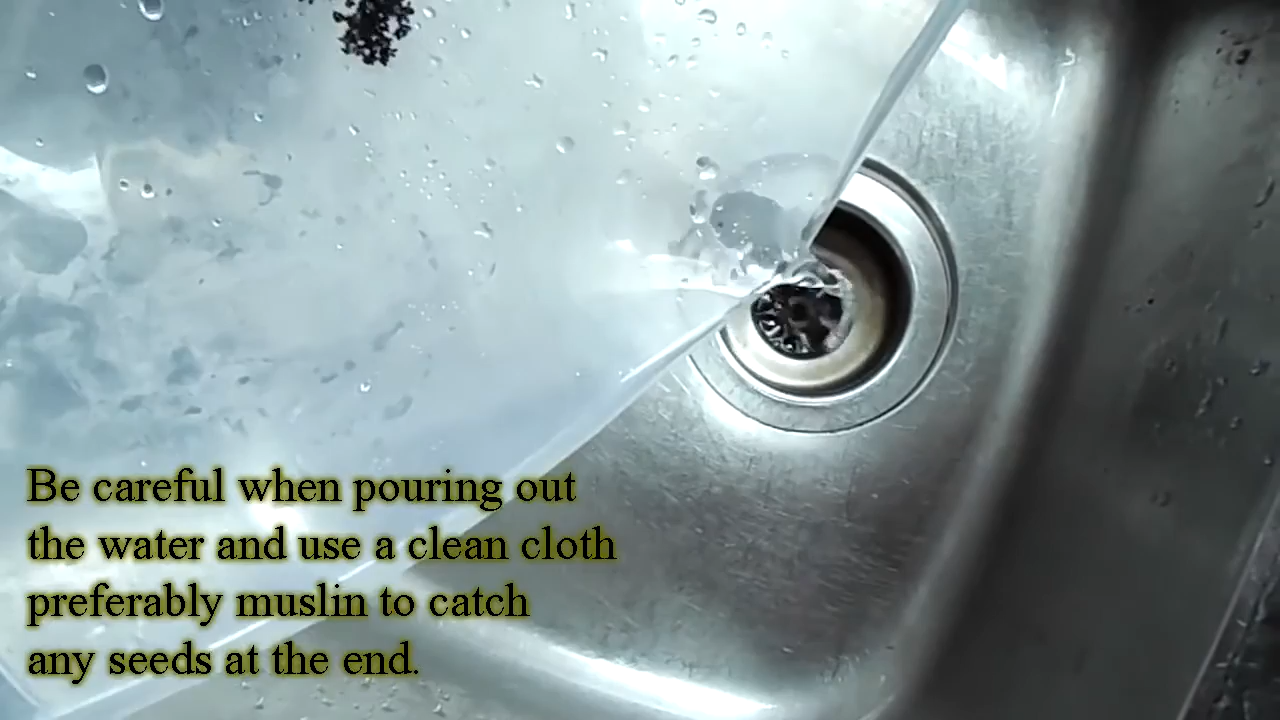 Be careful when pouring out
the water and use a clean cloth
preferably muslin to catch
any seeds at the end.